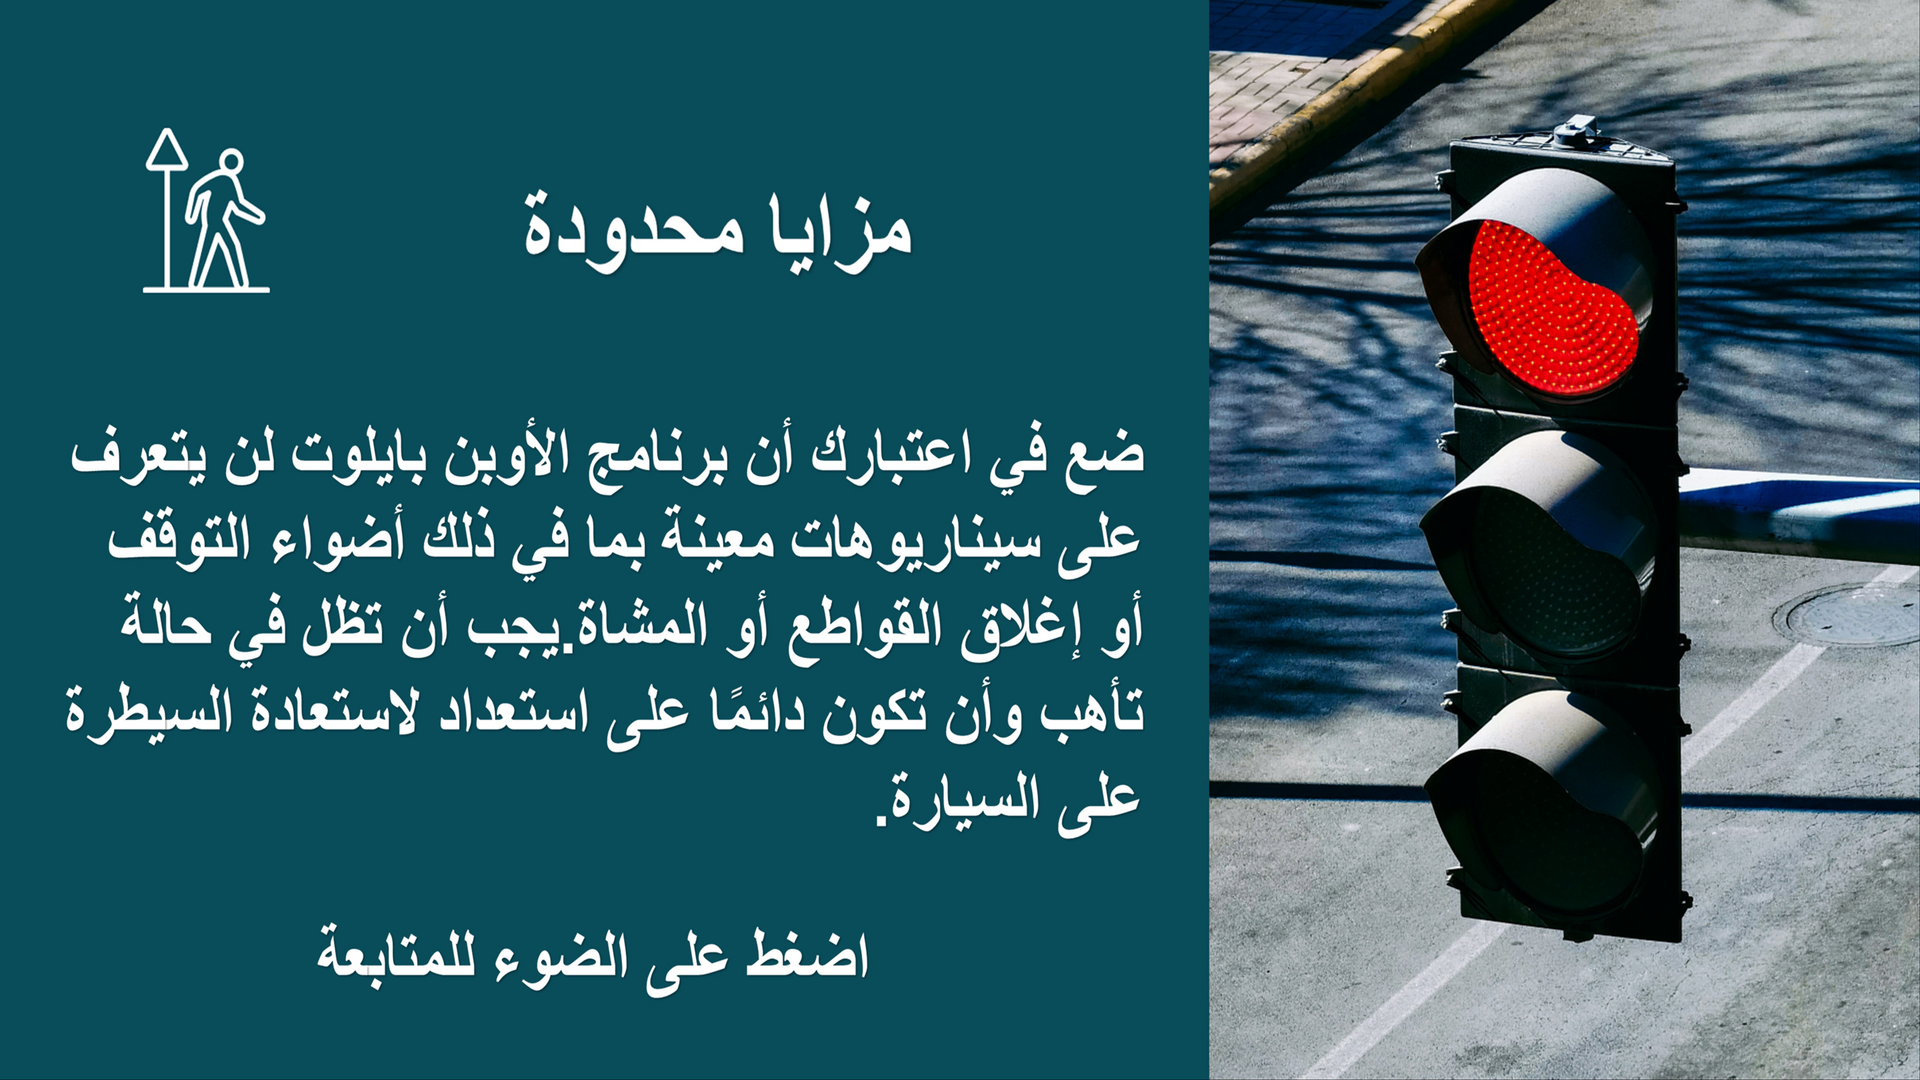 مزايا محدودة
ضع في اعتبارك أن برنامج الأوبن بايلوت لن يتعرف
على سيناريوهات معينة بما في ذلك أضواء التوقف
أو إغلاق القواطع أو المشاة.يجب أن تظل في حالة
تأهب وأن تكون دائمًا على استعداد لاستعادة السيطرة
على السيارة.
اضغط على الضوء للمتابعة